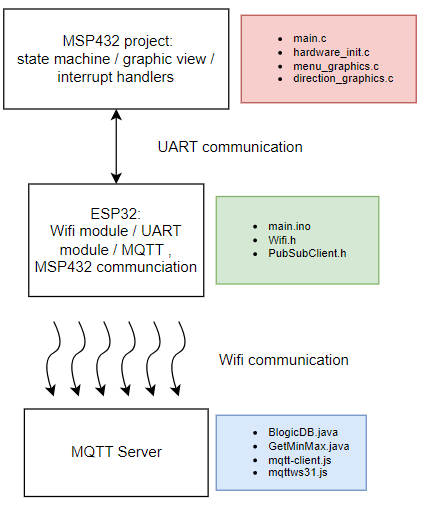 MSP432 project:
state machine / graphic view /
interrupt handlers
main.c
hardware_init.c
menu_graphics.c
direction_graphics.c
UART communication
ESP32:
Wifi module / UART
module / MQTT ,
MSP432 communciation
main.ino
Wifi.h
PubSubClient.h
Wifi communication
MQTT Server
BlogicDB.java
GetMinMax.java
mqtt-client.js
mqttws31.js